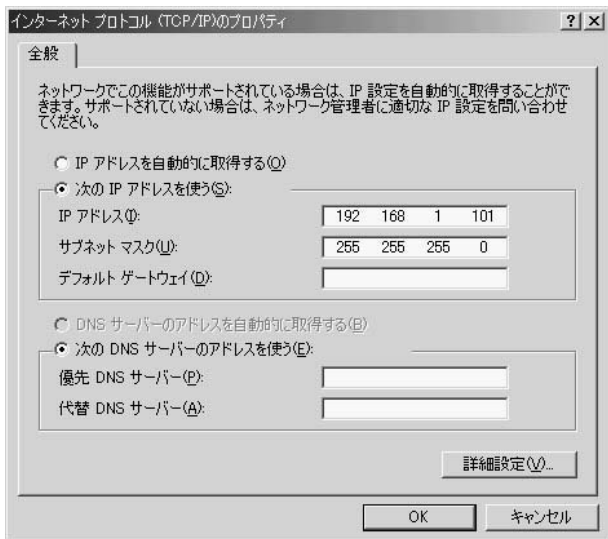 インターネット プロトコル (TCP/IP)のプロパティ
? ×
全般
ネットワークでこの機能がサポートされている場合は、IP 設定を自動的に取得することがで
きます。サポートされていない場合は、ネットワーク管理者に適切な IP 設定を問い合わせ
てください。
IP アドレスを自動的に取得する(O)
次の IP アドレスを使う(S):
IP アドレス(I): 192 168 1 101
サブネット マスク(U): 255 255 255 0
デフォルト ゲートウェイ(D):
DNS サーバーのアドレスを自動的に取得する(B)
次の DNS サーバーのアドレスを使う(E):
優先 DNS サーバー(P):
代替 DNS サーバー(A):
詳細設定(V)...
OK キャンセル